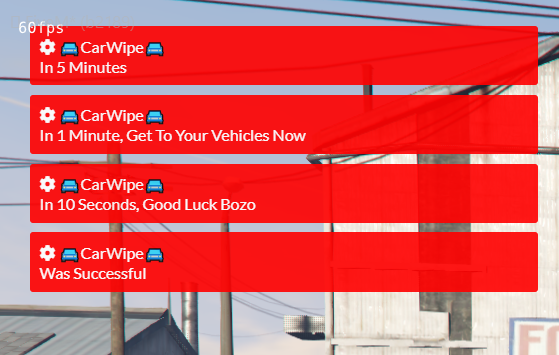 60fps
CarWipe
In 5 Minutes
CarWipe
In 1 Minute, Get To Your Vehicles Now
CarWipe
In 10 Seconds, Good Luck Bozo
CarWipe
Was Successful